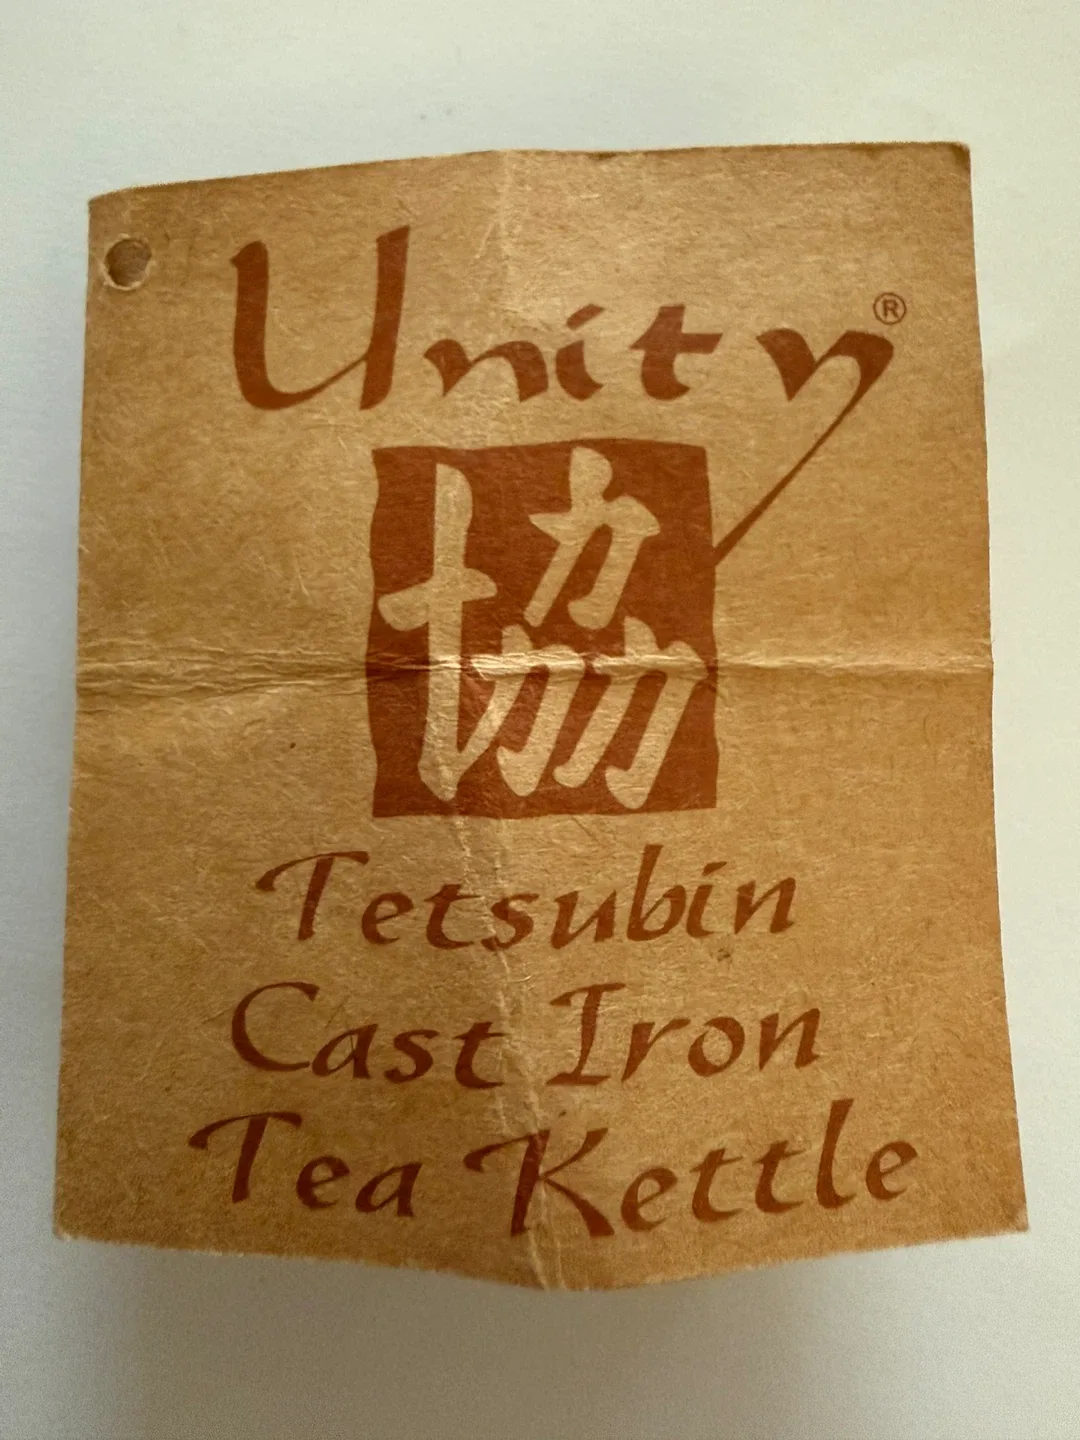 Unity®
協
Tetsubin
Cast Iron
Tea Kettle